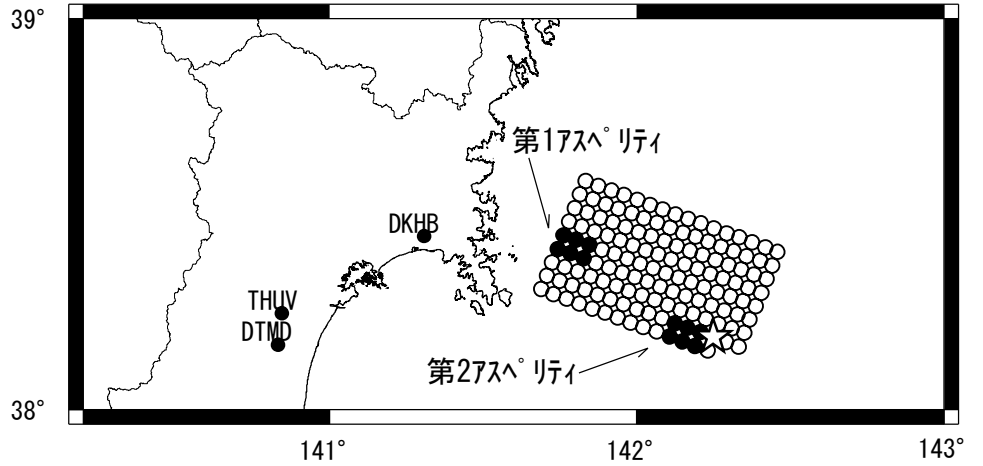 39°
第1ｱｽﾍﾟﾘﾃｨ
DKHB
THUV
DTMD
第2ｱｽﾍﾟﾘﾃｨ
38°
141°
142°
143°